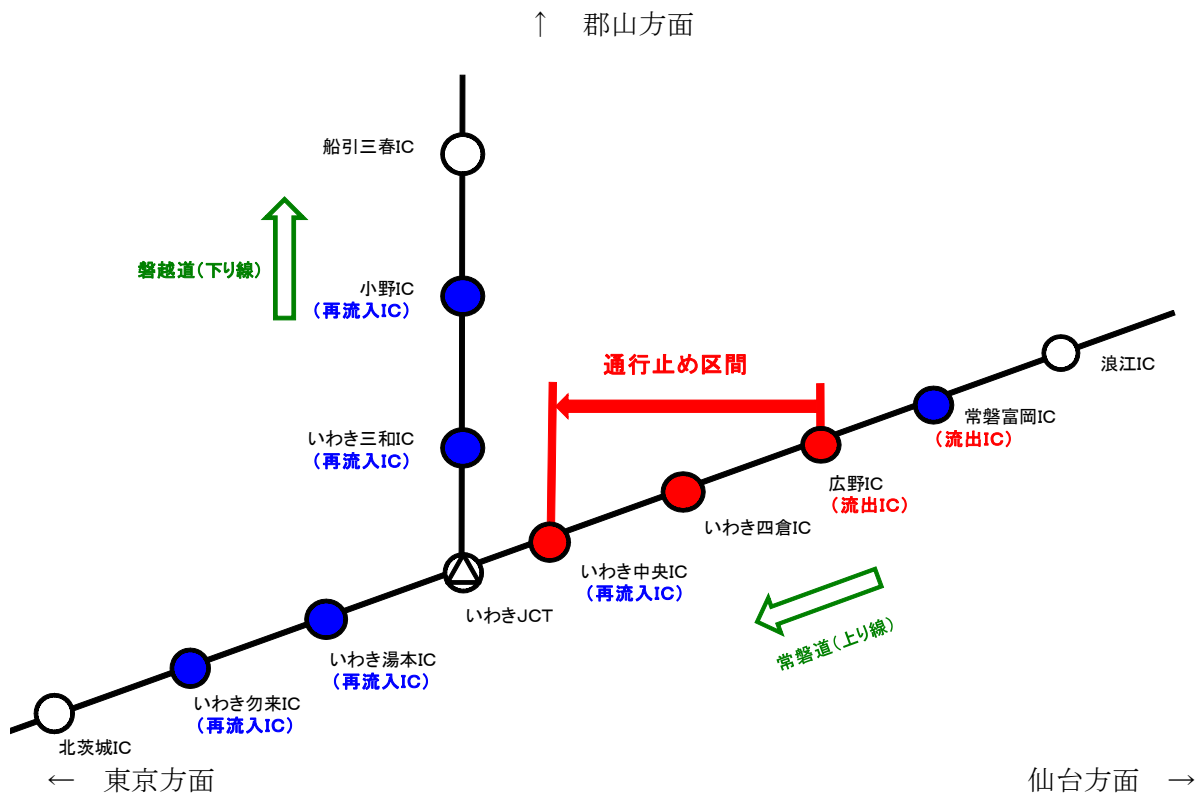 ↑ 郡山方面
船引三春IC
磐越道(下り線)
小野IC
(再流入IC)
通行止め区間
浪江IC
常磐富岡IC
(流出IC)
いわき三和IC
(再流入IC)
広野IC
(流出IC)
いわき四倉IC
いわき中央IC
(再流入IC)
いわきJCT
常磐道(上り線)
いわき湯本IC
(再流入IC)
いわき勿来IC
(再流入IC)
北茨城IC
← 東京方面
仙台方面 →